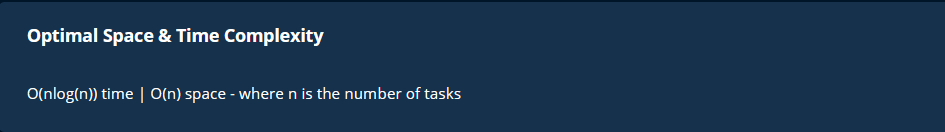 Optimal Space & Time Complexity
O(nlog(n)) time | O(n) space - where n is the number of tasks